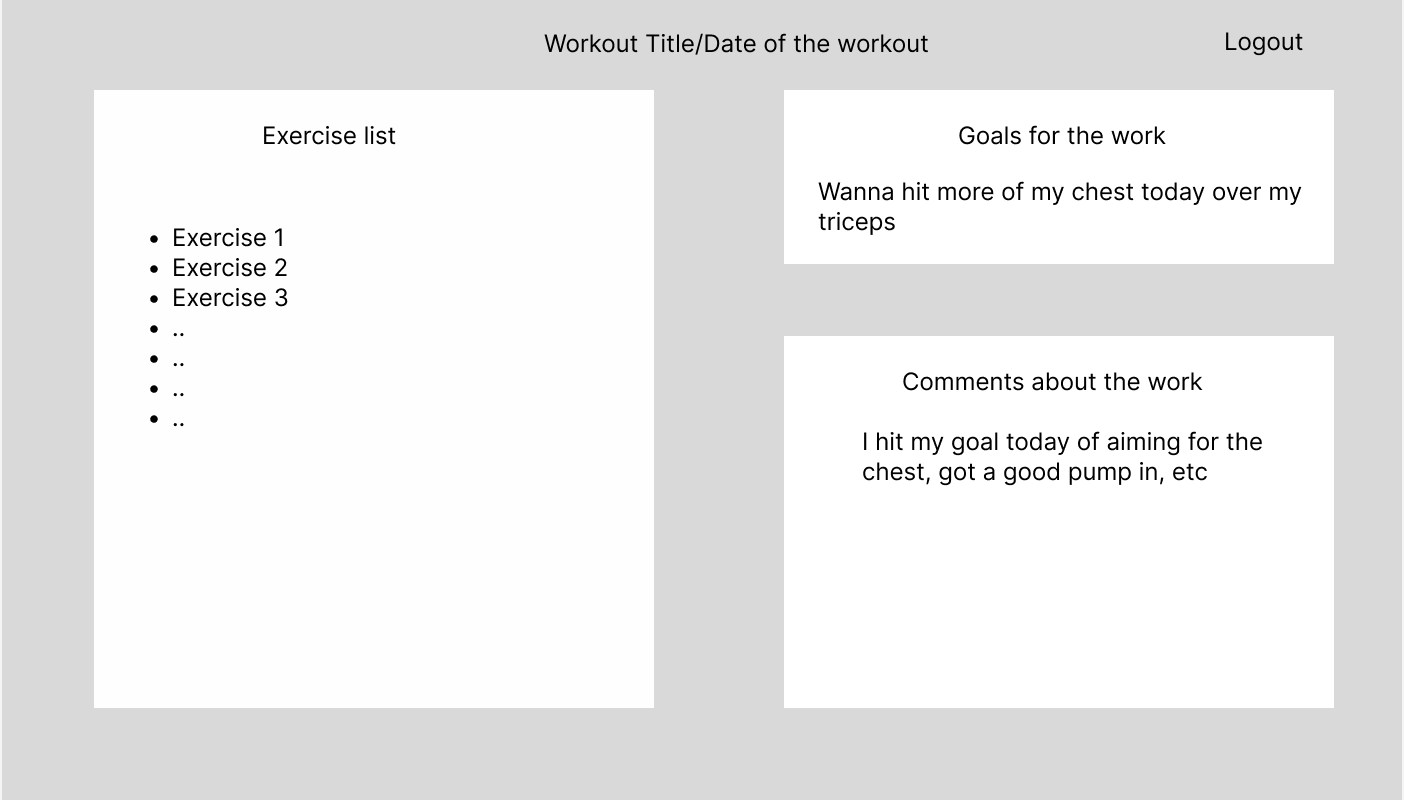 Workout Title/Date of the workout
Logout
Exercise list
• Exercise 1
• Exercise 2
• Exercise 3
• ..
• ..
• ..
• ..
Goals for the work
Wanna hit more of my chest today over my
triceps
Comments about the work
I hit my goal today of aiming for the
chest, got a good pump in, etc